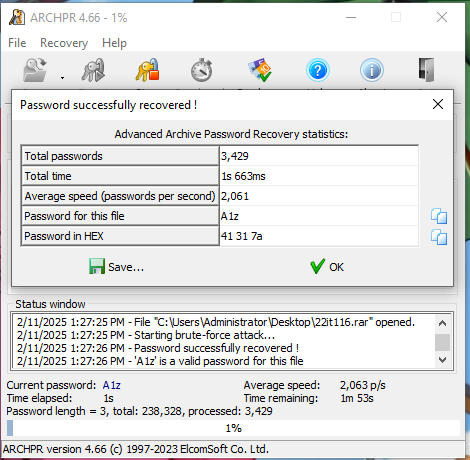 ARCHPR 4.66 - 1%
File Recovery Help
Password successfully recovered !
Advanced Archive Password Recovery statistics:
Total passwords 3,429
Total time 1s 663ms
Average speed (passwords per second) 2,061
Password for this file A1z
Password in HEX 41 31 7a
Save... OK
Status window
2/11/2025 1:27:25 PM - File "C:\Users\Administrator\Desktop\22it116.rar" opened.
2/11/2025 1:27:25 PM - Starting brute-force attack...
2/11/2025 1:27:26 PM - Password successfully recovered !
2/11/2025 1:27:26 PM - 'A1z' is a valid password for this file
Current password: A1z Average speed: 2,063 p/s
Time elapsed: 1s Time remaining: 1m 53s
Password length = 3, total: 238,328, processed: 3,429
1%
ARCHPR version 4.66 (c) 1997-2023 ElcomSoft Co. Ltd.